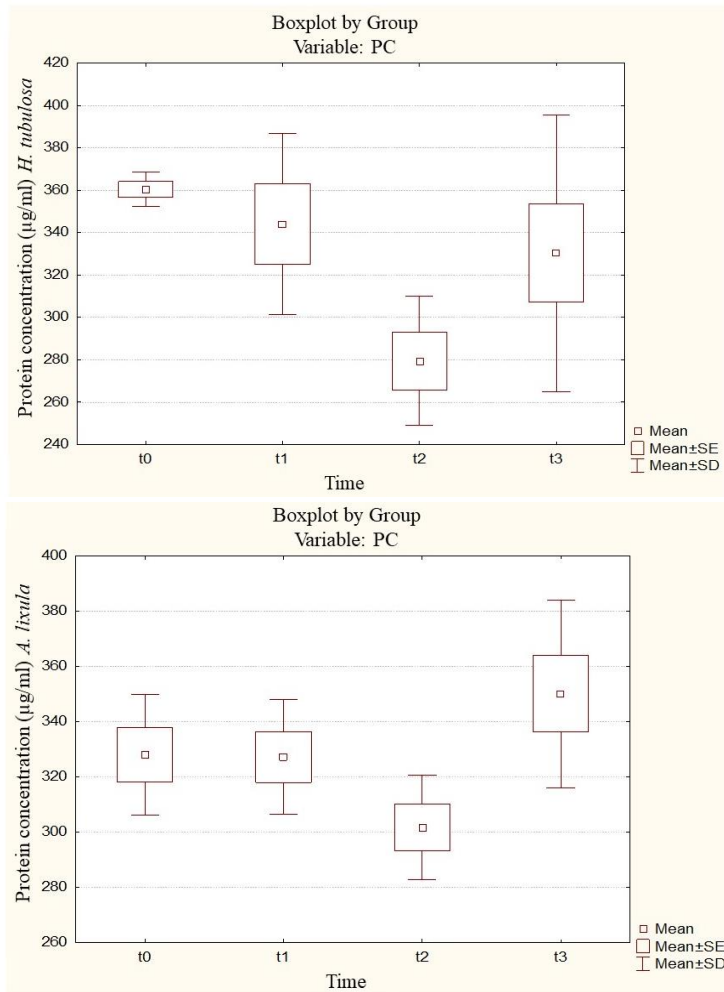 Boxplot by Group
Variable: PC
Protein concentration (µg/ml) H. tubulosa
420
400
380
360
340
320
300
280
260
240
t0 t1 t2 t3
Time
Mean
Mean±SE
Mean±SD
Boxplot by Group
Variable: PC
Protein concentration (µg/ml) A. lixula
400
380
360
340
320
300
280
260
t0 t1 t2 t3
Time
Mean
Mean±SE
Mean±SD